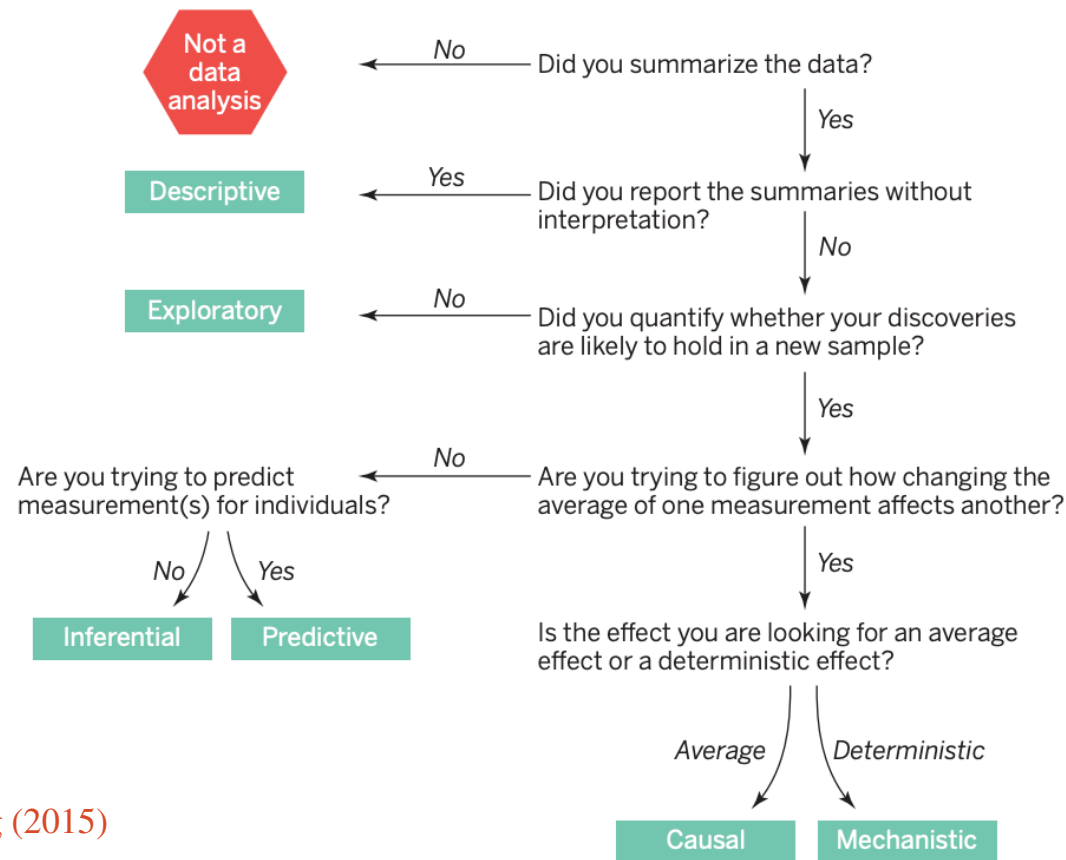 Not a
data
analysis
No
Did you summarize the data?
Yes
Descriptive
Yes
Did you report the summaries without
interpretation?
No
Exploratory
No
Did you quantify whether your discoveries
are likely to hold in a new sample?
Yes
Are you trying to predict
measurement(s) for individuals?
No
Are you trying to figure out how changing the
average of one measurement affects another?
No
Yes
Yes
Inferential
Predictive
Is the effect you are looking for an average
effect or a deterministic effect?
Average
Deterministic
(2015)
Causal
Mechanistic